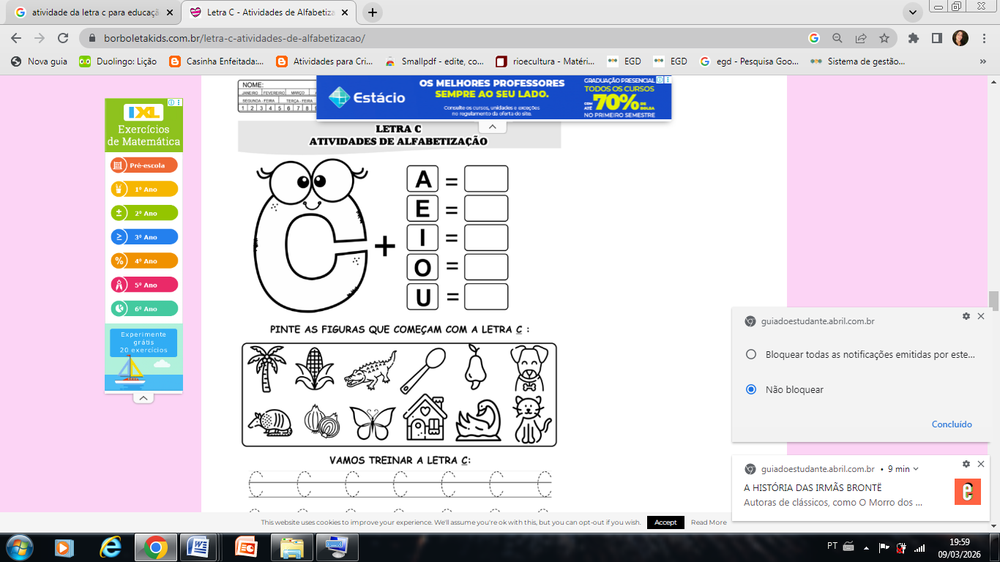 atividade da letra c para educaçã
Letra C - Atividades de Alfabetiza
borboletakids.com.br/letra-c-atividades-de-alfabetizacao/
Nova guia
Duolingo: Lição
Casinha Enfeitada:...
Atividades para Cri...
Smallpdf - edite, co...
rioecultura - Matéri...
EGD
EGD
egd - Pesquisa Goo...
Sistema de gestão...
IXL
Exercícios
de Matemática
Pré-escola
1º Ano
2º Ano
3º Ano
4º Ano
5º Ano
6º Ano
Experimente
grátis
20 exercícios
NOME:
JANEIRO FEVEREIRO MARÇO A
SEGUNDA - FEIRA TERÇA - FEIRA
1 2 3 4 5 6 7 8
Estácio
OS MELHORES PROFESSORES
SEMPRE AO SEU LADO.
Consulte os cursos, unidades e exceções
no regulamento da oferta do site.
GRADUAÇÃO PRESENCIAL
TODOS OS CURSOS
COM ATÉ 70% DE BOLSA
NO PRIMEIRO SEMESTRE
LETRA C
ATIVIDADES DE ALFABETIZAÇÃO
C +
A =
E =
I =
O =
U =
PINTE AS FIGURAS QUE COMEÇAM COM A LETRA C :
VAMOS TREINAR A LETRA C:
C C C C C C C
guiadoestudante.abril.com.br
Bloquear todas as notificações emitidas por este...
Não bloquear
Concluído
guiadoestudante.abril.com.br • 9 min
A HISTÓRIA DAS IRMÃS BRONTË
Autoras de clássicos, como O Morro dos ...
This website uses cookies to improve your experience. We'll assume you're ok with this, but you can opt-out if you wish. Accept Read More
PT
19:59
09/03/2026